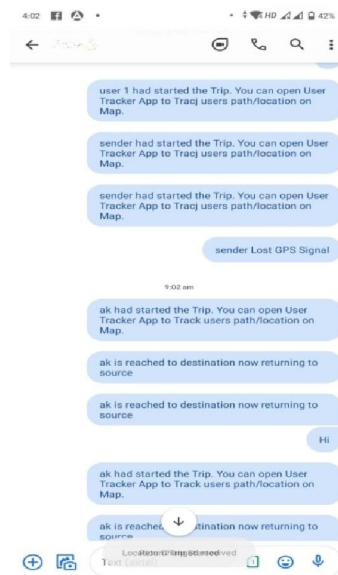 4:02
HD
42%
user 1 had started the Trip. You can open User
Tracker App to Tracj users path/location on
Map.
sender had started the Trip. You can open User
Tracker App to Tracj users path/location on
Map.
sender had started the Trip. You can open User
Tracker App to Tracj users path/location on
Map.
sender Lost GPS Signal
9:02 am
ak had started the Trip. You can open User
Tracker App to Track users path/location on
Map.
ak is reached to destination now returning to
source
ak is reached to destination now returning to
source
Hi
ak had started the Trip. You can open User
Tracker App to Track users path/location on
Map.
ak is reached destination now returning to
source
Text